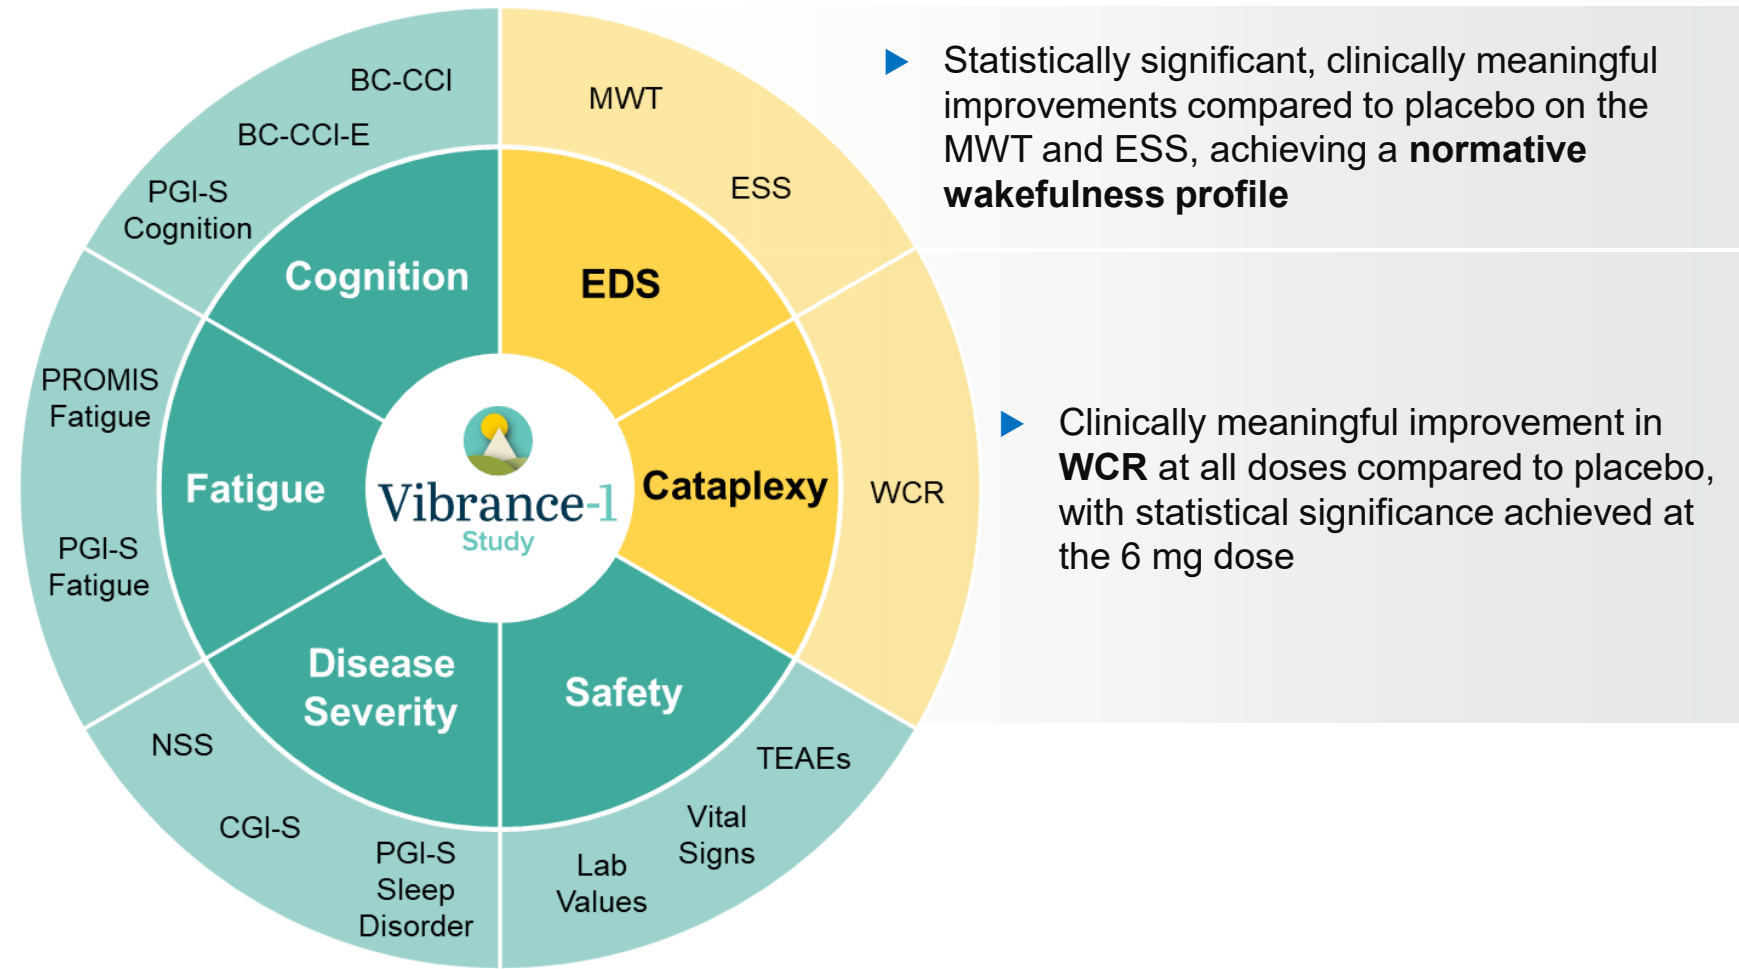 BC-CCI
BC-CCI-E
PGI-S
Cognition
MWT
ESS
Cognition
EDS
PROMIS
Fatigue
PGI-S
Fatigue
Fatigue
Vibrance-1
Study
Cataplexy
WCR
Disease
Severity
Safety
NSS
CGI-S
PGI-S
Sleep
Disorder
TEAEs
Vital
Signs
Lab
Values
Statistically significant, clinically meaningful
improvements compared to placebo on the
MWT and ESS, achieving a normative
wakefulness profile
Clinically meaningful improvement in
WCR at all doses compared to placebo,
with statistical significance achieved at
the 6 mg dose